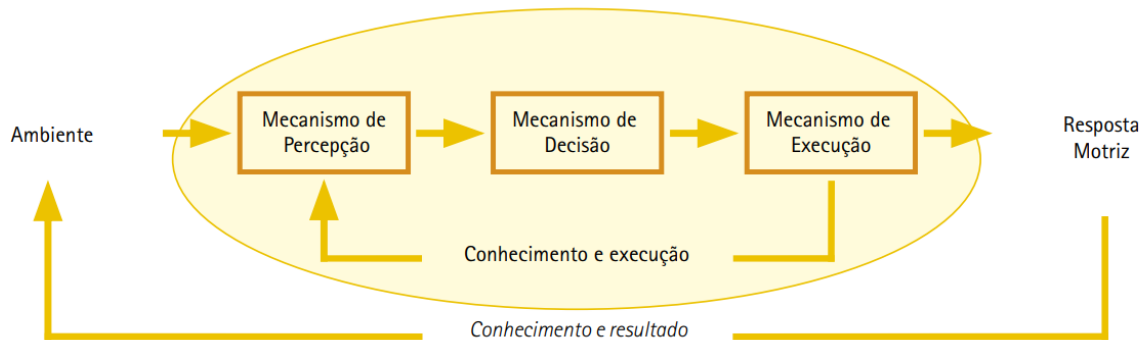 Ambiente
Mecanismo de
Percepção
Mecanismo de
Decisão
Mecanismo de
Execução
Resposta
Motriz
Conhecimento e execução
Conhecimento e resultado